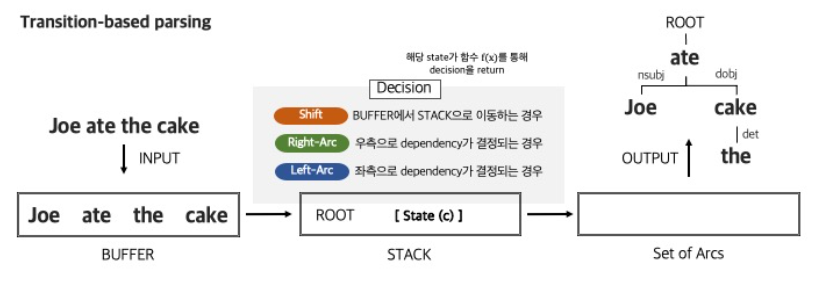 Transition-based parsing
해당 state가 함수 f(x)를 통해
decision을 return
Decision
Shift BUFFER에서 STACK으로 이동하는 경우
Right-Arc 우측으로 dependency가 결정되는 경우
Left-Arc 좌측으로 dependency가 결정되는 경우
Joe ate the cake
INPUT
Joe ate the cake
BUFFER
ROOT [ State (c) ]
STACK
ROOT
ate
nsubj dobj
Joe cake
det
the
OUTPUT
Set of Arcs